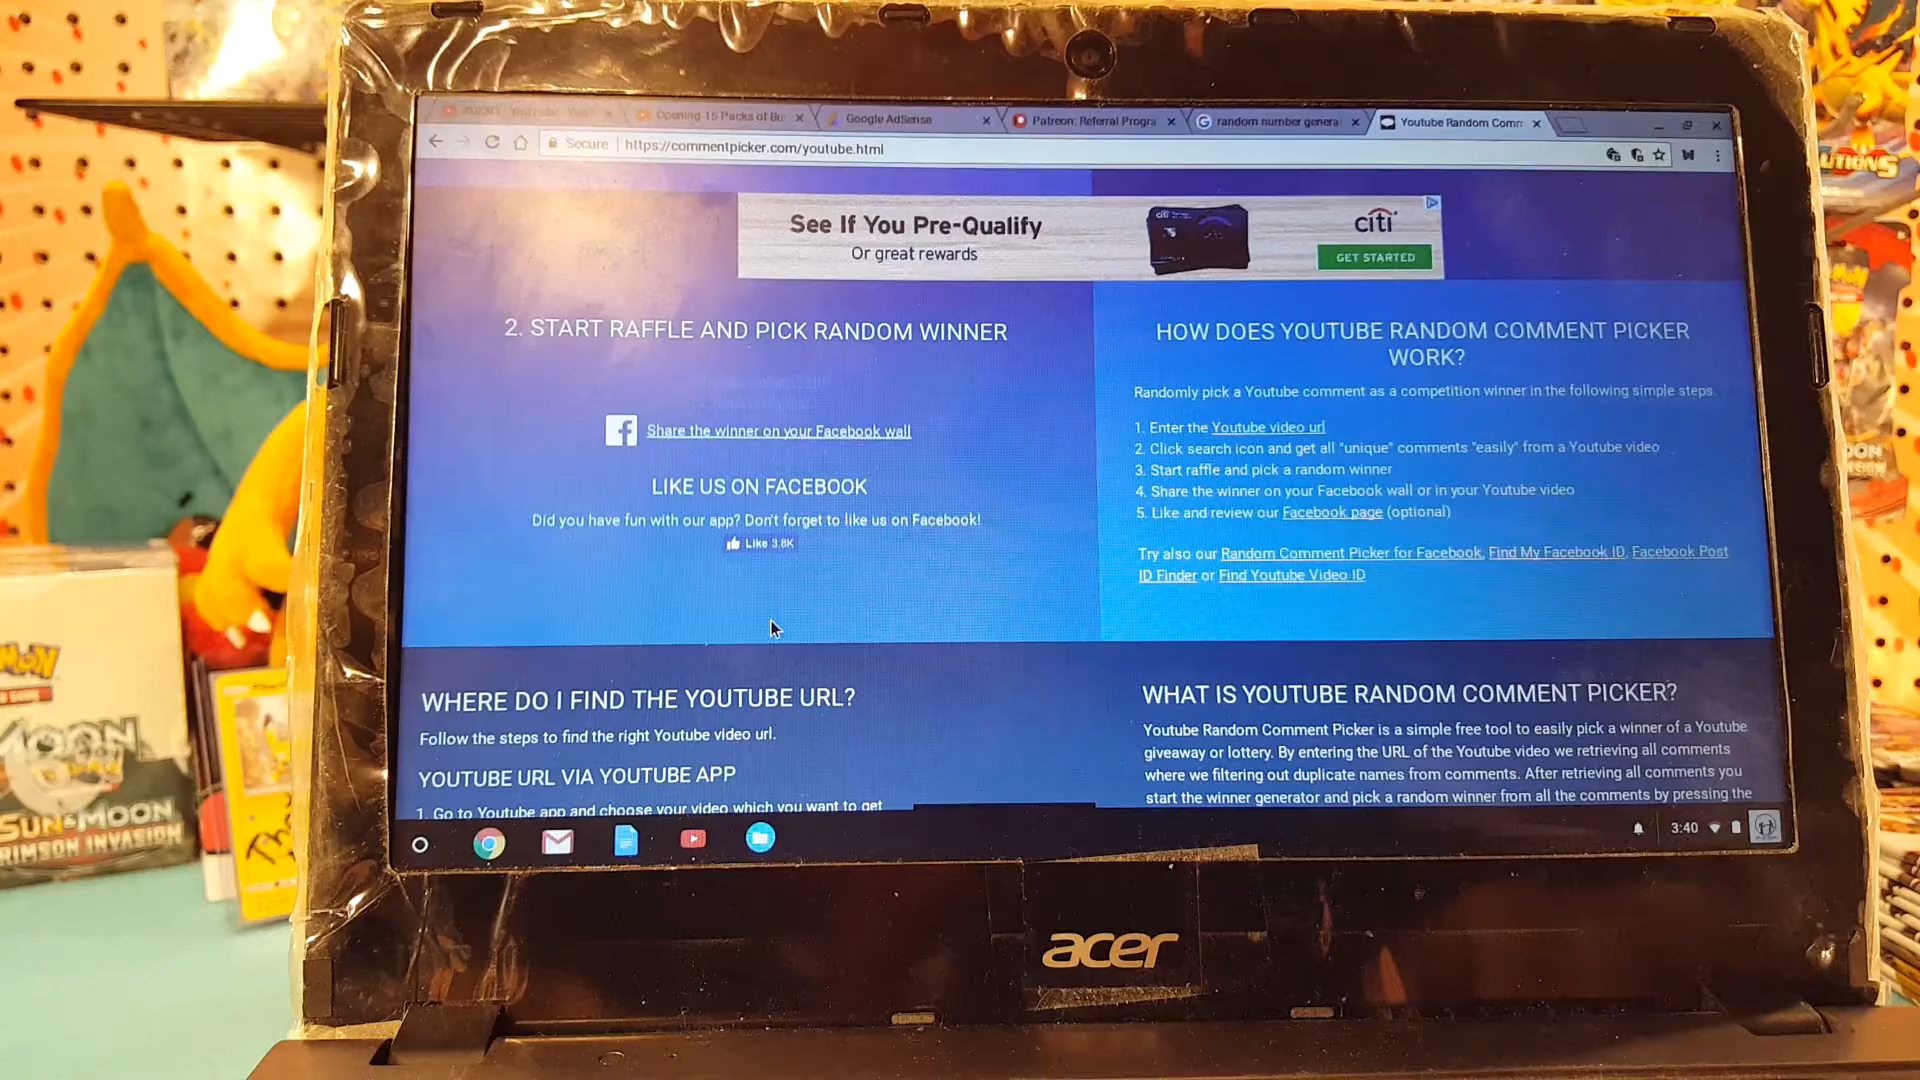 Opening 15 Packs of Bu
Google AdSense
Patreon: Referral Progra
random number genera
Youtube Random Comm
Secure
https://commentpicker.com/youtube.html
See If You Pre-Qualify
Or great rewards
citi
GET STARTED
2. START RAFFLE AND PICK RANDOM WINNER
Share the winner on your Facebook wall
LIKE US ON FACEBOOK
Did you have fun with our app? Don't forget to like us on Facebook!
Like 3.8K
HOW DOES YOUTUBE RANDOM COMMENT PICKER
WORK?
Randomly pick a Youtube comment as a competition winner in the following simple steps.
1. Enter the Youtube video url
2. Click search icon and get all "unique" comments "easily" from a Youtube video
3. Start raffle and pick a random winner
4. Share the winner on your Facebook wall or in your Youtube video
5. Like and review our Facebook page (optional)
Try also our Random Comment Picker for Facebook, Find My Facebook ID, Facebook Post
ID Finder or Find Youtube Video ID
WHERE DO I FIND THE YOUTUBE URL?
Follow the steps to find the right Youtube video url.
YOUTUBE URL VIA YOUTUBE APP
1. Go to Youtube app and choose your video which you want to get
WHAT IS YOUTUBE RANDOM COMMENT PICKER?
Youtube Random Comment Picker is a simple free tool to easily pick a winner of a Youtube
giveaway or lottery. By entering the URL of the Youtube video we retrieving all comments
where we filtering out duplicate names from comments. After retrieving all comments you
start the winner generator and pick a random winner from all the comments by pressing the
3:40
acer
MOON
SUN & MOON
RIMSON INVASION
UTIONS